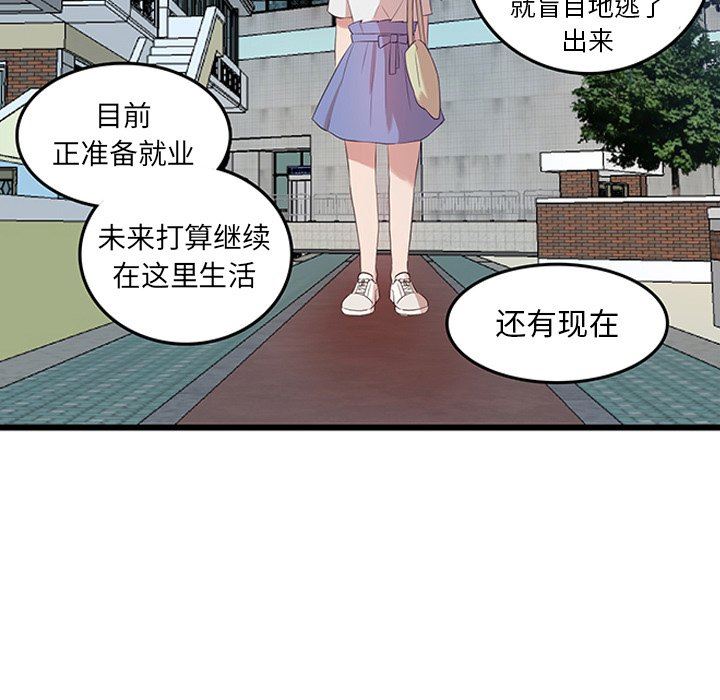 就盲目地逃了
出来
目前
正准备就业
未来打算继续
在这里生活
还有现在